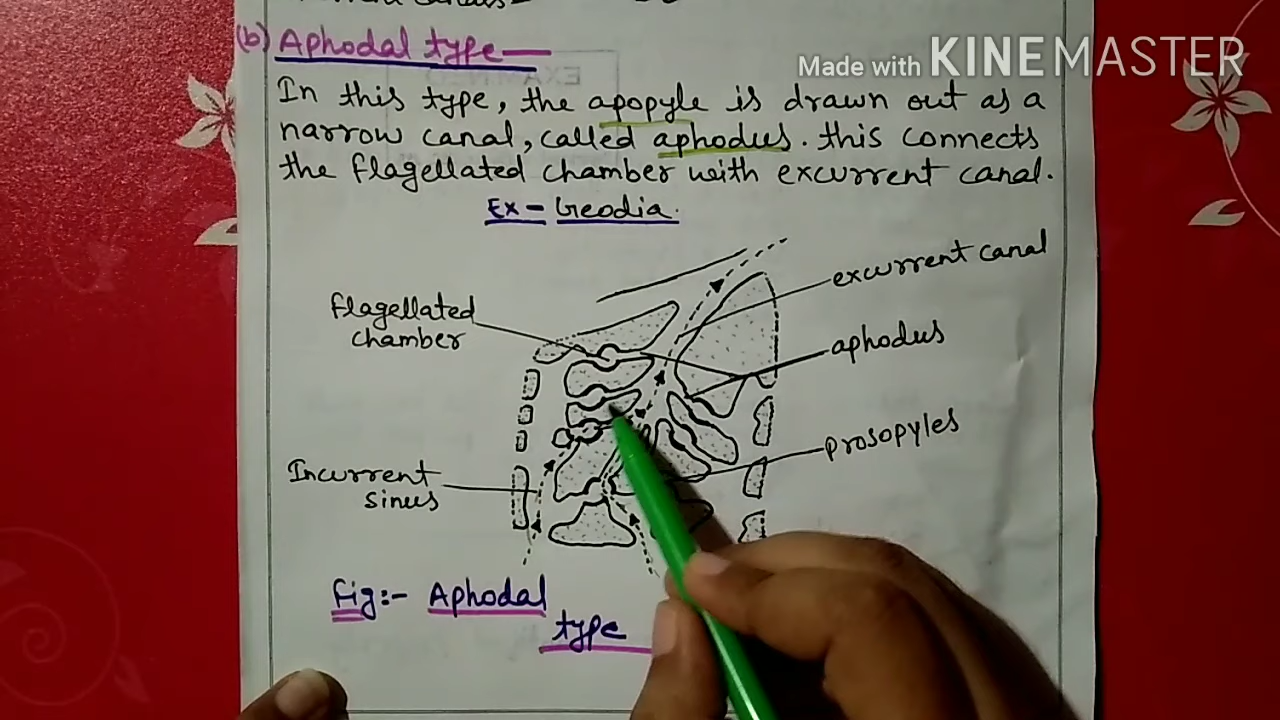 (b) Aphodal type—
Made with KINEMASTER
In this type, the apopyle is drawn out as a
narrow canal, called aphodus. this connects
the flagellated chamber with excurrent canal.
Ex- Geodia.
excurrent canal
flagellated
chamber
aphodus
prosopyles
Incurrent
sinus
Fig:- Aphodal
type